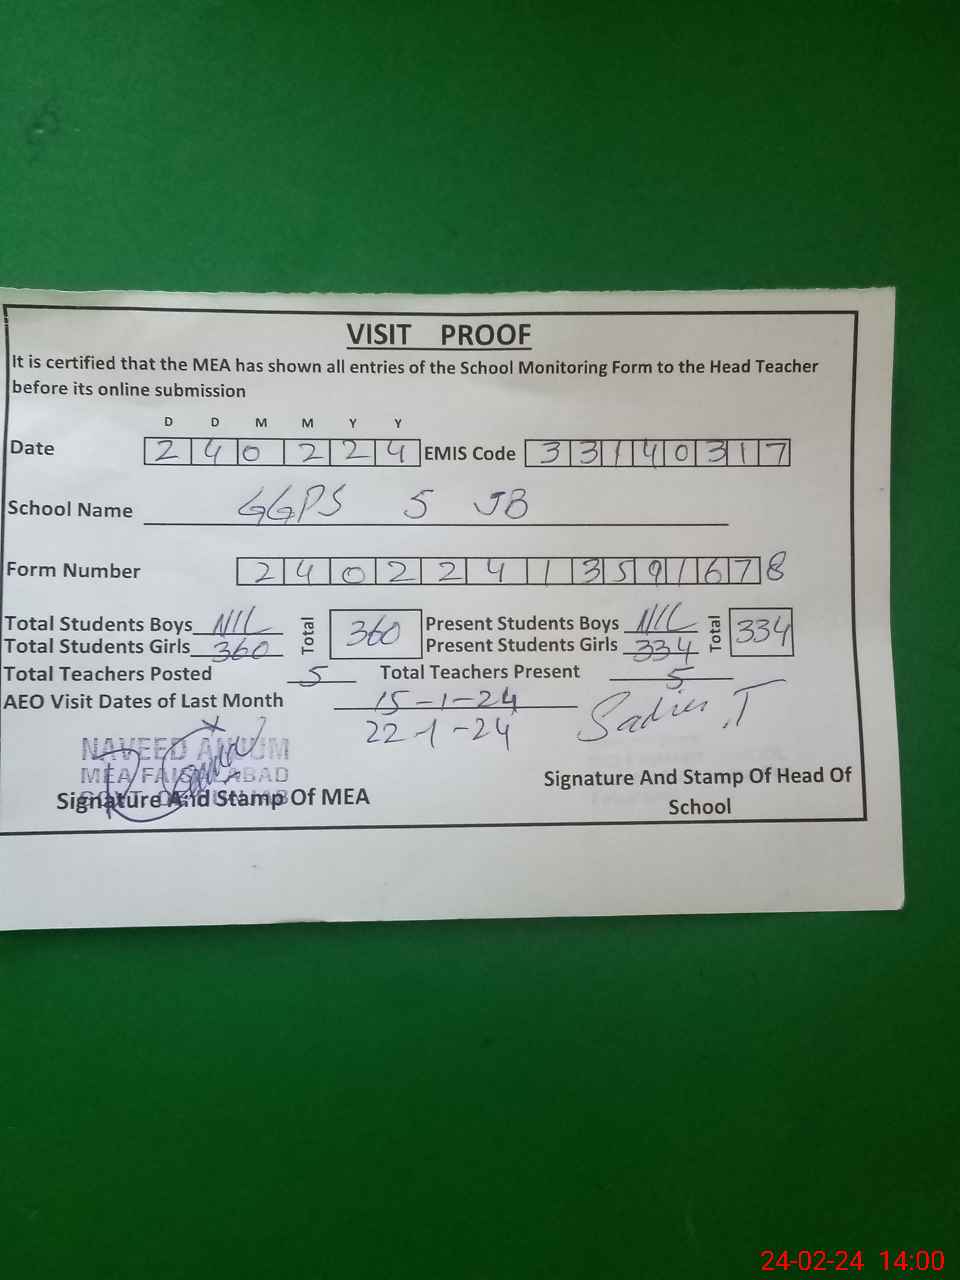 VISIT PROOF
It is certified that the MEA has shown all entries of the School Monitoring Form to the Head Teacher
before its online submission
D D M M Y Y
Date 2 4 0 2 2 4 EMIS Code 3 3 1 4 0 3 1 7
School Name GGPS 5 JB
Form Number 2 4 0 2 2 4 1 3 5 9 1 6 7 8
Total Students Boys NIL Total 360 Present Students Boys NIL Total 334
Total Students Girls 360 Present Students Girls 334
Total Teachers Posted 5 Total Teachers Present 5
AEO Visit Dates of Last Month 15-1-24
22-1-24
NAVEED ANJUM
MEA FAISALABAD
Signature And Stamp Of MEA
Signature And Stamp Of Head Of
School
24-02-24 14:00